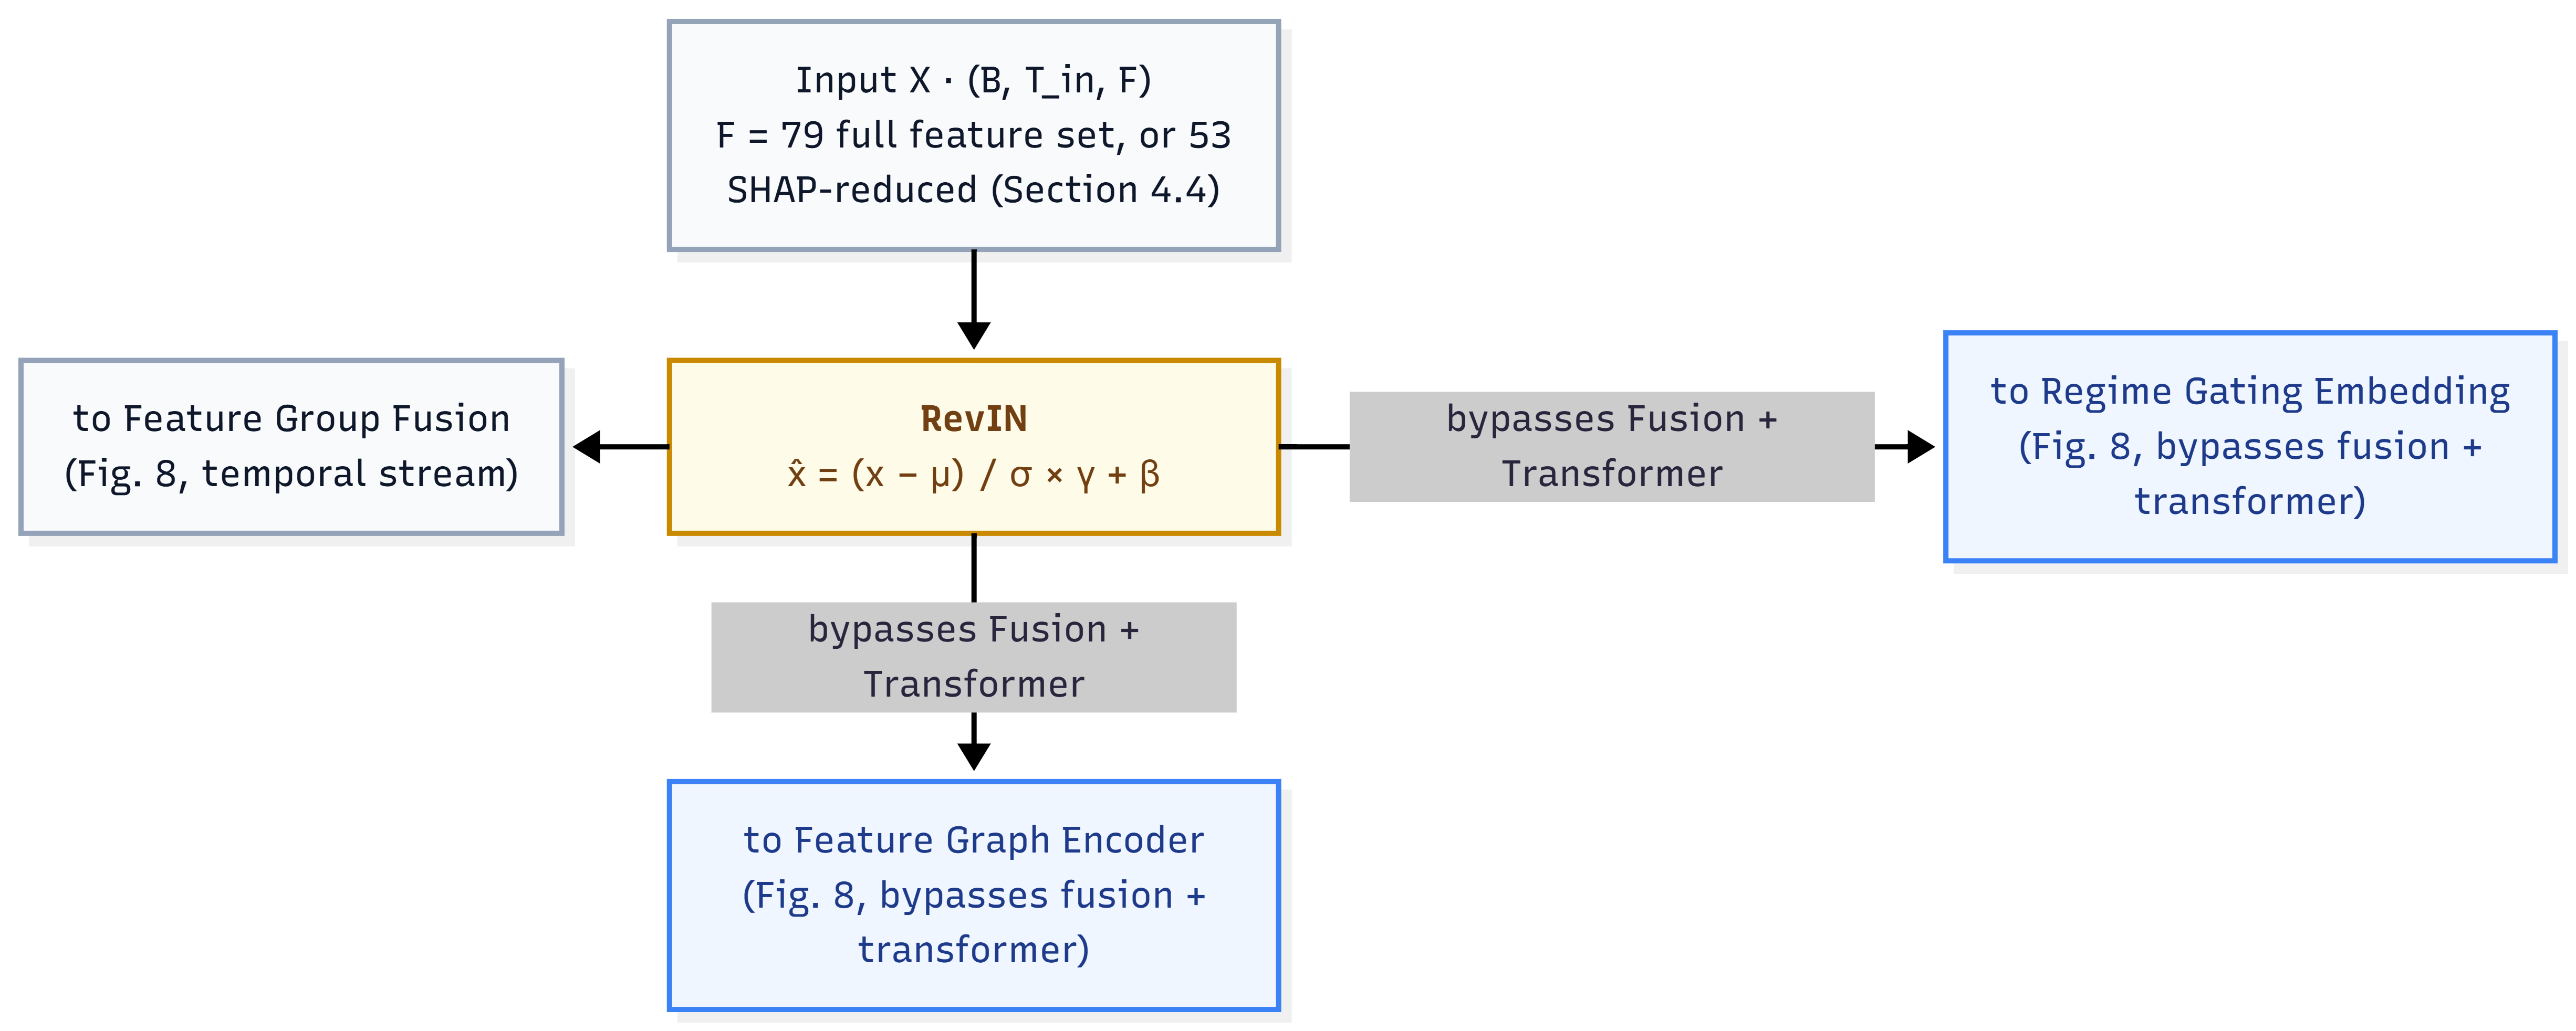 Input X · (B, T_in, F)
F = 79 full feature set, or 53
SHAP-reduced (Section 4.4)
to Feature Group Fusion
(Fig. 8, temporal stream)
RevIN
x̂ = (x − μ) / σ × γ + β
bypasses Fusion +
Transformer
to Regime Gating Embedding
(Fig. 8, bypasses fusion +
transformer)
bypasses Fusion +
Transformer
to Feature Graph Encoder
(Fig. 8, bypasses fusion +
transformer)